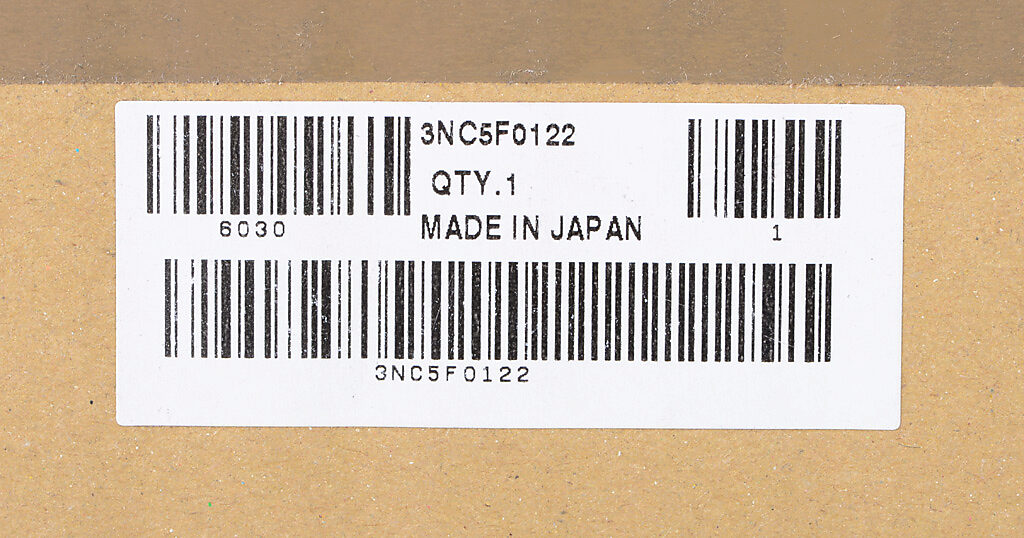 3NC5F0122
QTY.1
6030
MADE IN JAPAN
1
3NC5F0122